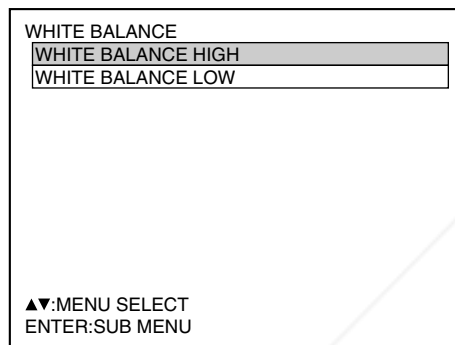 WHITE BALANCE
WHITE BALANCE HIGH
WHITE BALANCE LOW
▲▼:MENU SELECT
ENTER:SUB MENU